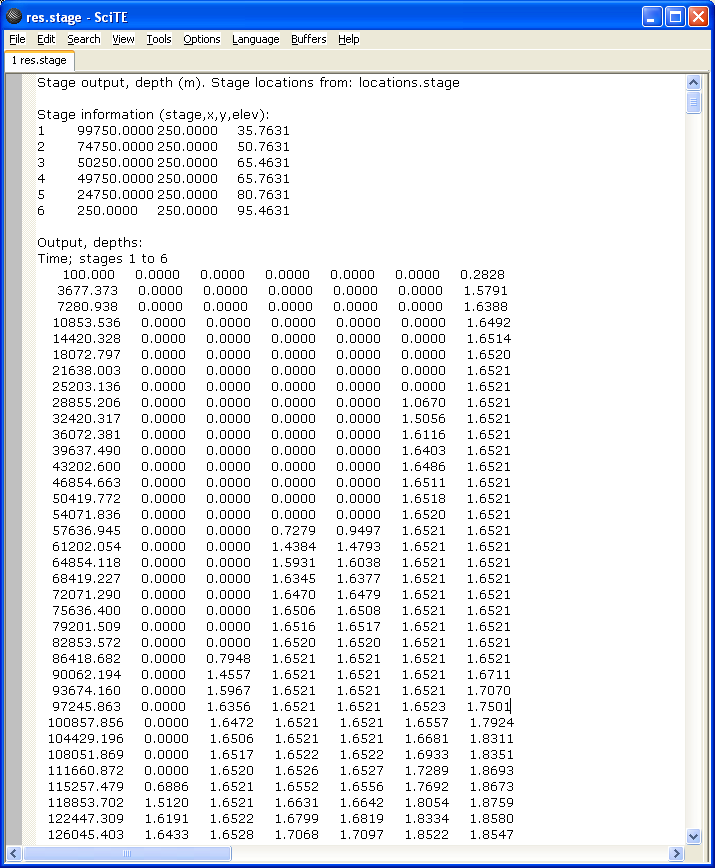 res.stage - SciTE
File Edit Search View Tools Options Language Buffers Help
1 res.stage
Stage output, depth (m). Stage locations from: locations.stage
Stage information (stage,x,y,elev):
1 99750.0000 250.0000 35.7631
2 74750.0000 250.0000 50.7631
3 50250.0000 250.0000 65.4631
4 49750.0000 250.0000 65.7631
5 24750.0000 250.0000 80.7631
6 250.0000 250.0000 95.4631
Output, depths:
Time; stages 1 to 6
100.000 0.0000 0.0000 0.0000 0.0000 0.0000 0.2828
3677.373 0.0000 0.0000 0.0000 0.0000 0.0000 1.5791
7280.938 0.0000 0.0000 0.0000 0.0000 0.0000 1.6388
10853.536 0.0000 0.0000 0.0000 0.0000 0.0000 1.6492
14420.328 0.0000 0.0000 0.0000 0.0000 0.0000 1.6514
18072.797 0.0000 0.0000 0.0000 0.0000 0.0000 1.6520
21638.003 0.0000 0.0000 0.0000 0.0000 0.0000 1.6521
25203.136 0.0000 0.0000 0.0000 0.0000 0.0000 1.6521
28855.206 0.0000 0.0000 0.0000 0.0000 1.0670 1.6521
32420.317 0.0000 0.0000 0.0000 0.0000 1.5056 1.6521
36072.381 0.0000 0.0000 0.0000 0.0000 1.6116 1.6521
39637.490 0.0000 0.0000 0.0000 0.0000 1.6403 1.6521
43202.600 0.0000 0.0000 0.0000 0.0000 1.6486 1.6521
46854.663 0.0000 0.0000 0.0000 0.0000 1.6511 1.6521
50419.772 0.0000 0.0000 0.0000 0.0000 1.6518 1.6521
54071.836 0.0000 0.0000 0.0000 0.0000 1.6520 1.6521
57636.945 0.0000 0.0000 0.7279 0.9497 1.6521 1.6521
61202.054 0.0000 0.0000 1.4384 1.4793 1.6521 1.6521
64854.118 0.0000 0.0000 1.5931 1.6038 1.6521 1.6521
68419.227 0.0000 0.0000 1.6345 1.6377 1.6521 1.6521
72071.290 0.0000 0.0000 1.6470 1.6479 1.6521 1.6521
75636.400 0.0000 0.0000 1.6506 1.6508 1.6521 1.6521
79201.509 0.0000 0.0000 1.6516 1.6517 1.6521 1.6521
82853.572 0.0000 0.0000 1.6520 1.6520 1.6521 1.6521
86418.682 0.0000 0.7948 1.6521 1.6521 1.6521 1.6521
90062.194 0.0000 1.4557 1.6521 1.6521 1.6521 1.6711
93674.160 0.0000 1.5967 1.6521 1.6521 1.6521 1.7070
97245.863 0.0000 1.6356 1.6521 1.6521 1.6523 1.7501
100857.856 0.0000 1.6472 1.6521 1.6521 1.6557 1.7924
104429.196 0.0000 1.6506 1.6521 1.6521 1.6681 1.8311
108051.869 0.0000 1.6517 1.6522 1.6522 1.6933 1.8351
111660.872 0.0000 1.6520 1.6526 1.6527 1.7289 1.8693
115257.479 0.6886 1.6521 1.6552 1.6556 1.7692 1.8673
118853.702 1.5120 1.6521 1.6631 1.6642 1.8054 1.8759
122447.309 1.6191 1.6522 1.6799 1.6819 1.8334 1.8580
126045.403 1.6433 1.6528 1.7068 1.7097 1.8522 1.8547